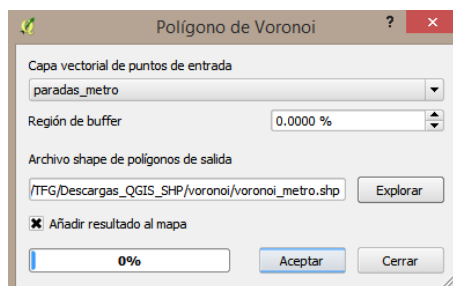 Polígono de Voronoi
?
×
Capa vectorial de puntos de entrada
paradas_metro
Región de buffer
0.0000 %
Archivo shape de polígonos de salida
/TFG/Descargas_QGIS_SHP/voronoi/voronoi_metro.shp
Explorar
Añadir resultado al mapa
0%
Aceptar
Cerrar